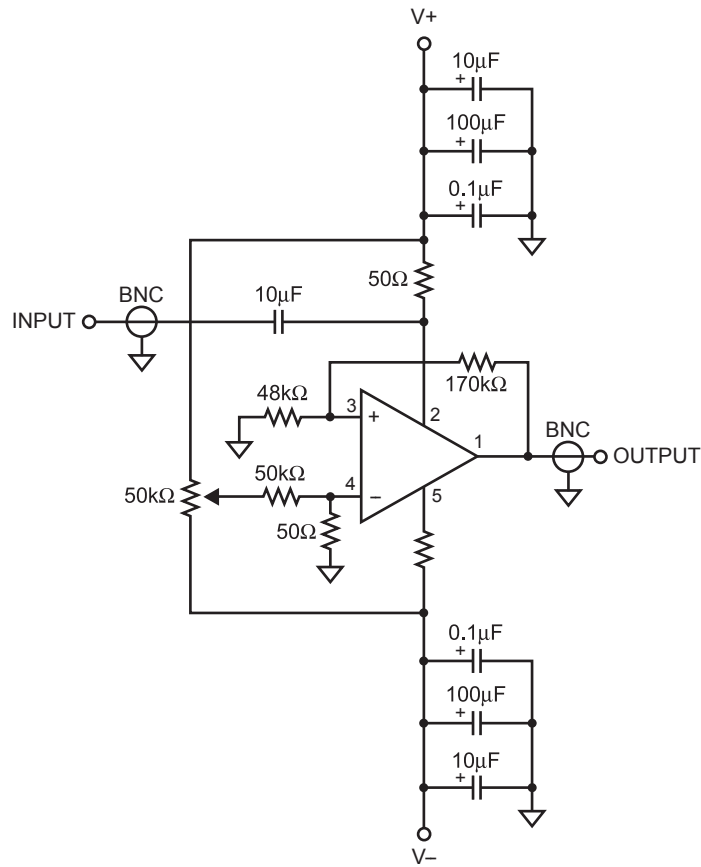 V+
+
10µF
100µF
+
0.1µF
+
50Ω
BNC
10µF
INPUT
170kΩ
48kΩ
3
+
2
1
BNC
OUTPUT
50kΩ
50kΩ
4
–
5
50Ω
0.1µF
+
100µF
+
10µF
+
V–